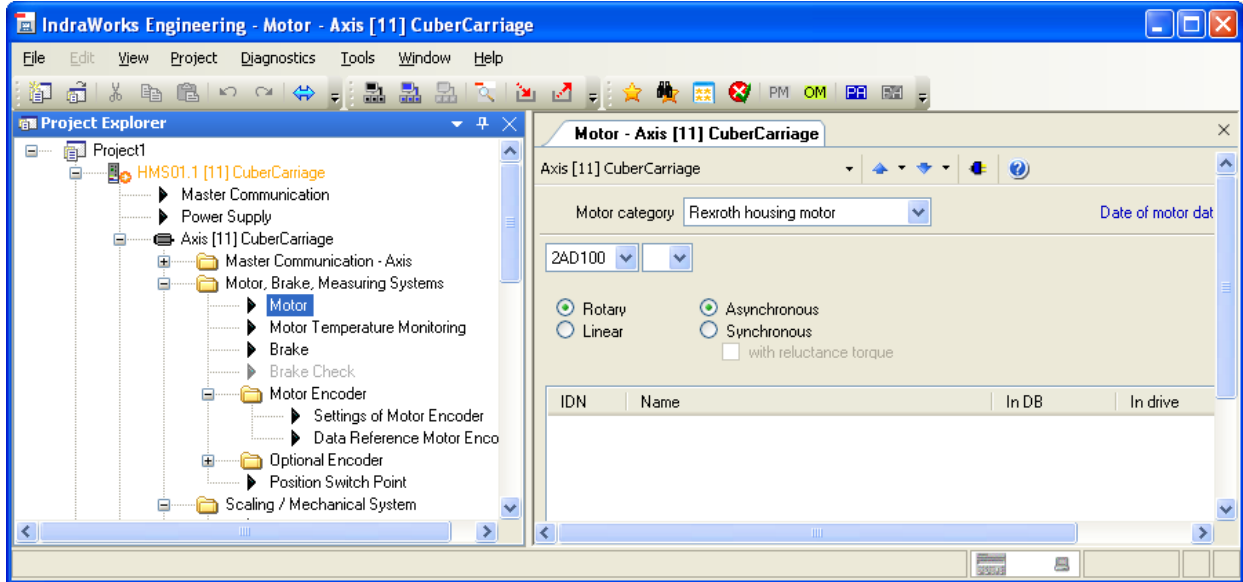 IndraWorks Engineering - Motor - Axis [11] CuberCarriage
File Edit View Project Diagnostics Tools Window Help
PM OM
Project Explorer
Project1
HMS01.1 [11] CuberCarriage
Master Communication
Power Supply
Axis [11] CuberCarriage
Master Communication - Axis
Motor, Brake, Measuring Systems
Motor
Motor Temperature Monitoring
Brake
Brake Check
Motor Encoder
Settings of Motor Encoder
Data Reference Motor Enco
Optional Encoder
Position Switch Point
Scaling / Mechanical System
Motor - Axis [11] CuberCarriage
Axis [11] CuberCarriage
Motor category Rexroth housing motor Date of motor dat
2AD100
Rotary Asynchronous
Linear Synchronous
with reluctance torque
IDN Name In DB In drive